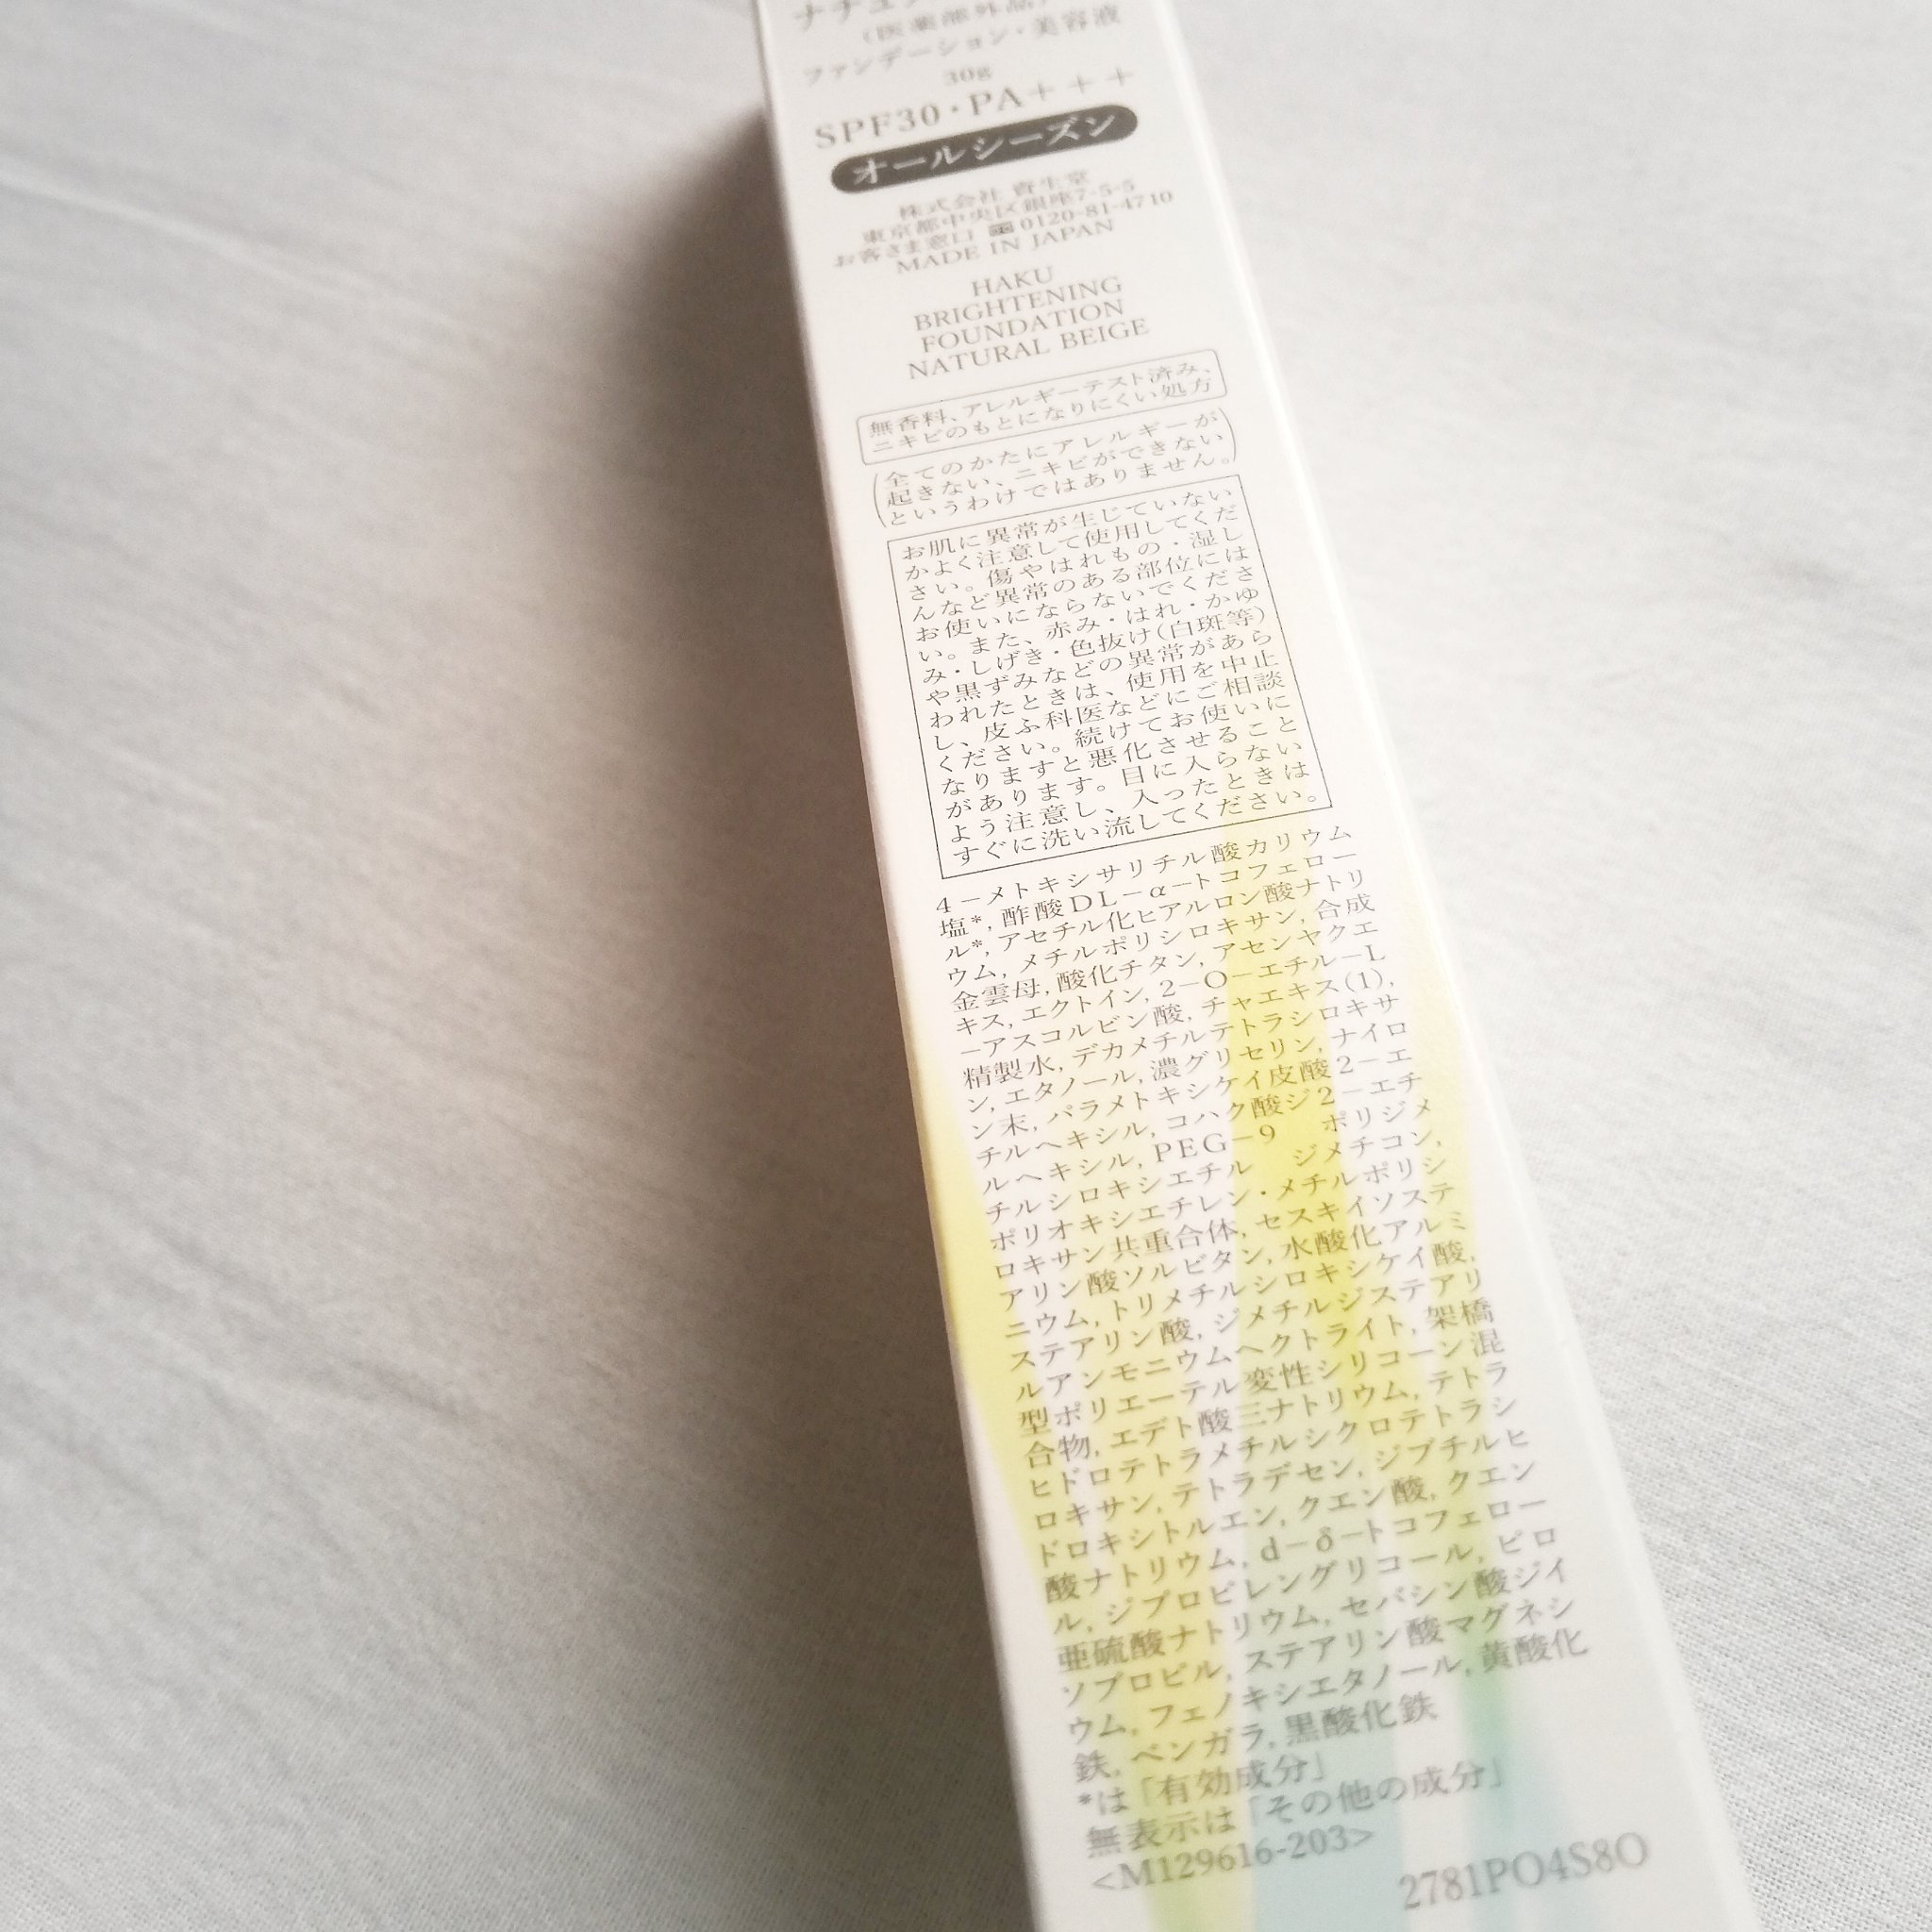 ナチュ
（医薬部外品）
ファンデーション・美容液
30g
SPF30・PA+++
オールシーズン
株式会社 資生堂
東京都中央区銀座7-5-5
お客さま窓口 0120-81-4710
MADE IN JAPAN
HAKU
BRIGHTENING
FOUNDATION
NATURAL BEIGE
無香料、アレルギーテスト済み、
ニキビのもとになりにくい処方
（全てのかたにアレルギーが
起きない、ニキビができない
というわけではありません。）
お肌に異常が生じていない
かよく注意して使用してくだ
さい。傷やはれもの・湿し
んなど異常のある部位には
お使いにならないでくださ
い。また、赤み・はれ・かゆ
み・しげき・色抜け（白斑等）
や黒ずみなどの異常があら
われたときは、使用を中止
し、皮ふ科医などにご相談
ください。続けてお使いに
なりますと悪化させること
があります。目に入らない
よう注意し、入ったときは
すぐに洗い流してください。
4－メトキシサリチル酸カリウム
塩*, 酢酸DL－α－トコフェロー
ル*, アセチル化ヒアルロン酸ナトリ
ウム, メチルポリシロキサン, 合成
金雲母, 酸化チタン, アセンヤクエ
キス, エクトイン, 2－O－エチル－L
－アスコルビン酸, チャエキス(1),
精製水, デカメチルテトラシロキサ
ン, エタノール, 濃グリセリン, ナイロ
ン末, パラメトキシケイ皮酸2－エ
チルヘキシル, コハク酸ジ2－エチ
ルヘキシル, PEG－9 ポリジメ
チルシロキシエチル ジメチコン,
ポリオキシエチレン・メチルポリシ
ロキサン共重合体, セスキイソステ
アリン酸ソルビタン, 水酸化アルミ
ニウム, トリメチルシロキシケイ酸,
ステアリン酸, ジメチルジステアリ
ルアンモニウムヘクトライト, 架橋
型ポリエーテル変性シリコーン混
合物, エデト酸三ナトリウム, テトラ
ヒドロテトラメチルシクロテトラシ
ロキサン, テトラデセン, ジブチルヒ
ドロキシトルエン, クエン酸, クエン
酸ナトリウム, d－δ－トコフェロー
ル, ジプロピレングリコール, ピロ
亜硫酸ナトリウム, セバシン酸ジイ
ソプロピル, ステアリン酸マグネシ
ウム, フェノキシエタノール, 黄酸化
鉄, ベンガラ, 黒酸化鉄
*は「有効成分」
無表示は「その他の成分」
<M129616-203>
2781PO4S8O